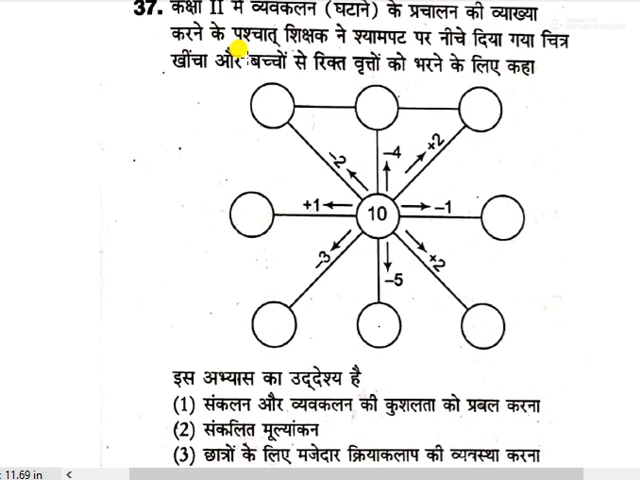 37. कक्षा II में व्यवकलन (घटाने) के प्रचालन की व्याख्या
करने के पश्चात् शिक्षक ने श्यामपट पर नीचे दिया गया चित्र
खींचा और बच्चों से रिक्त वृत्तों को भरने के लिए कहा
-2
-4
+2
+1
10
-1
-3
-5
+2
इस अभ्यास का उद्देश्य है
(1) संकलन और व्यवकलन की कुशलता को प्रबल करना
(2) संकलित मूल्यांकन
(3) छात्रों के लिए मजेदार क्रियाकलाप की व्यवस्था करना
: 11.69 in